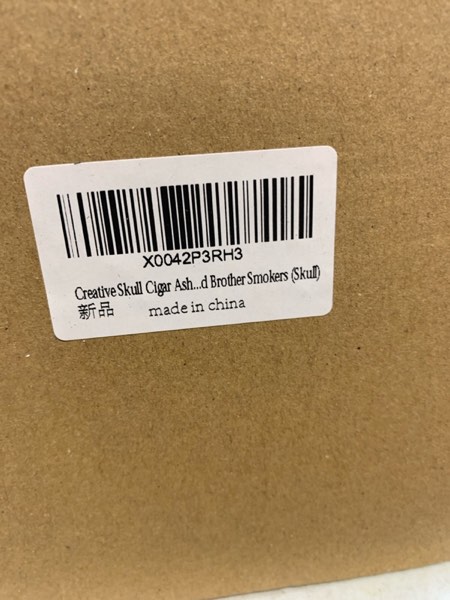 X0042P3RH3
Creative Skull Cigar Ash...d Brother Smokers (Skull)
新品 made in china